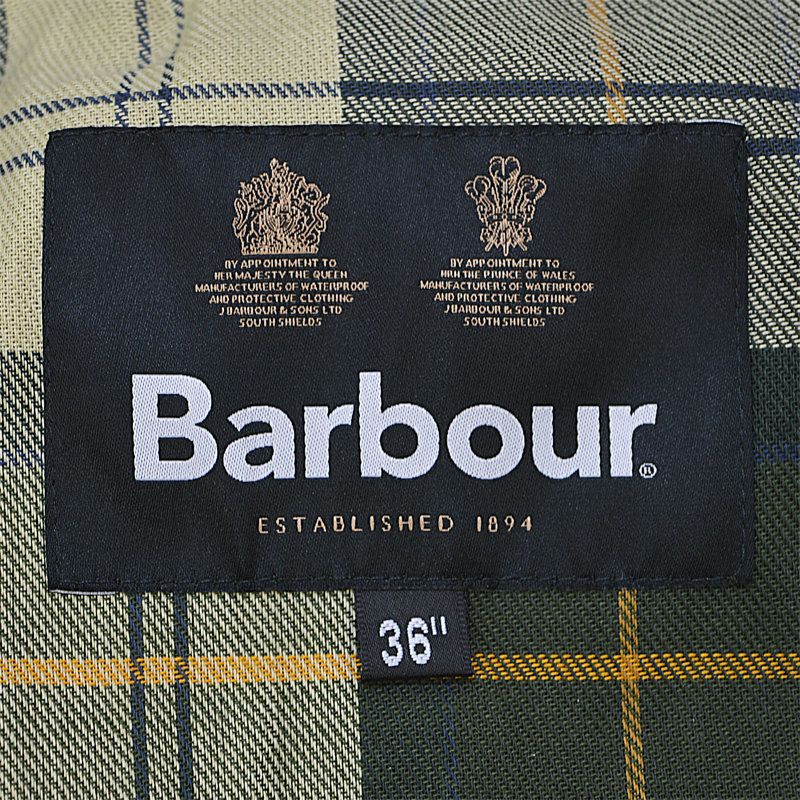 BY APPOINTMENT TO
HER MAJESTY THE QUEEN
MANUFACTURERS OF WATERPROOF
AND PROTECTIVE CLOTHING
J BARBOUR & SONS LTD
SOUTH SHIELDS
BY APPOINTMENT TO
HRH THE PRINCE OF WALES
MANUFACTURERS OF WATERPROOF
AND PROTECTIVE CLOTHING
J BARBOUR & SONS LTD
SOUTH SHIELDS
Barbour®
ESTABLISHED 1894
36"